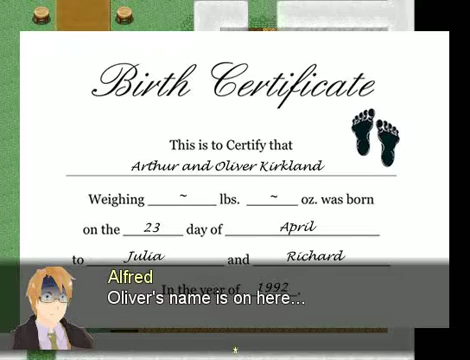 Birth Certificate
This is to Certify that
Arthur and Oliver Kirkland
Weighing ~ lbs. ~ oz. was born
on the 23 day of April
to Julia and Richard
In the year of 1992.
Alfred
Oliver's name is on here...